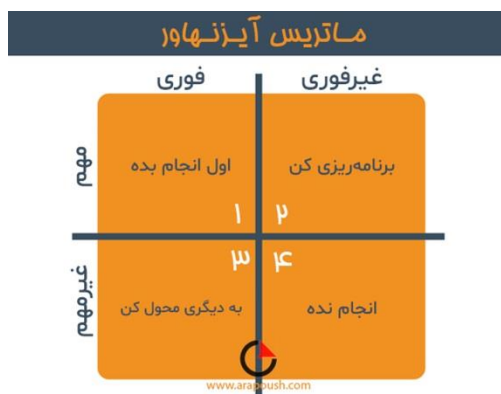 ماتریس آیزنهاور
فوری
غیرفوری
مهم
اول انجام بده
برنامه‌ریزی کن
۱
۲
۳
۴
غیرمهم
به دیگری محول کن
انجام نده
www.arapoush.com